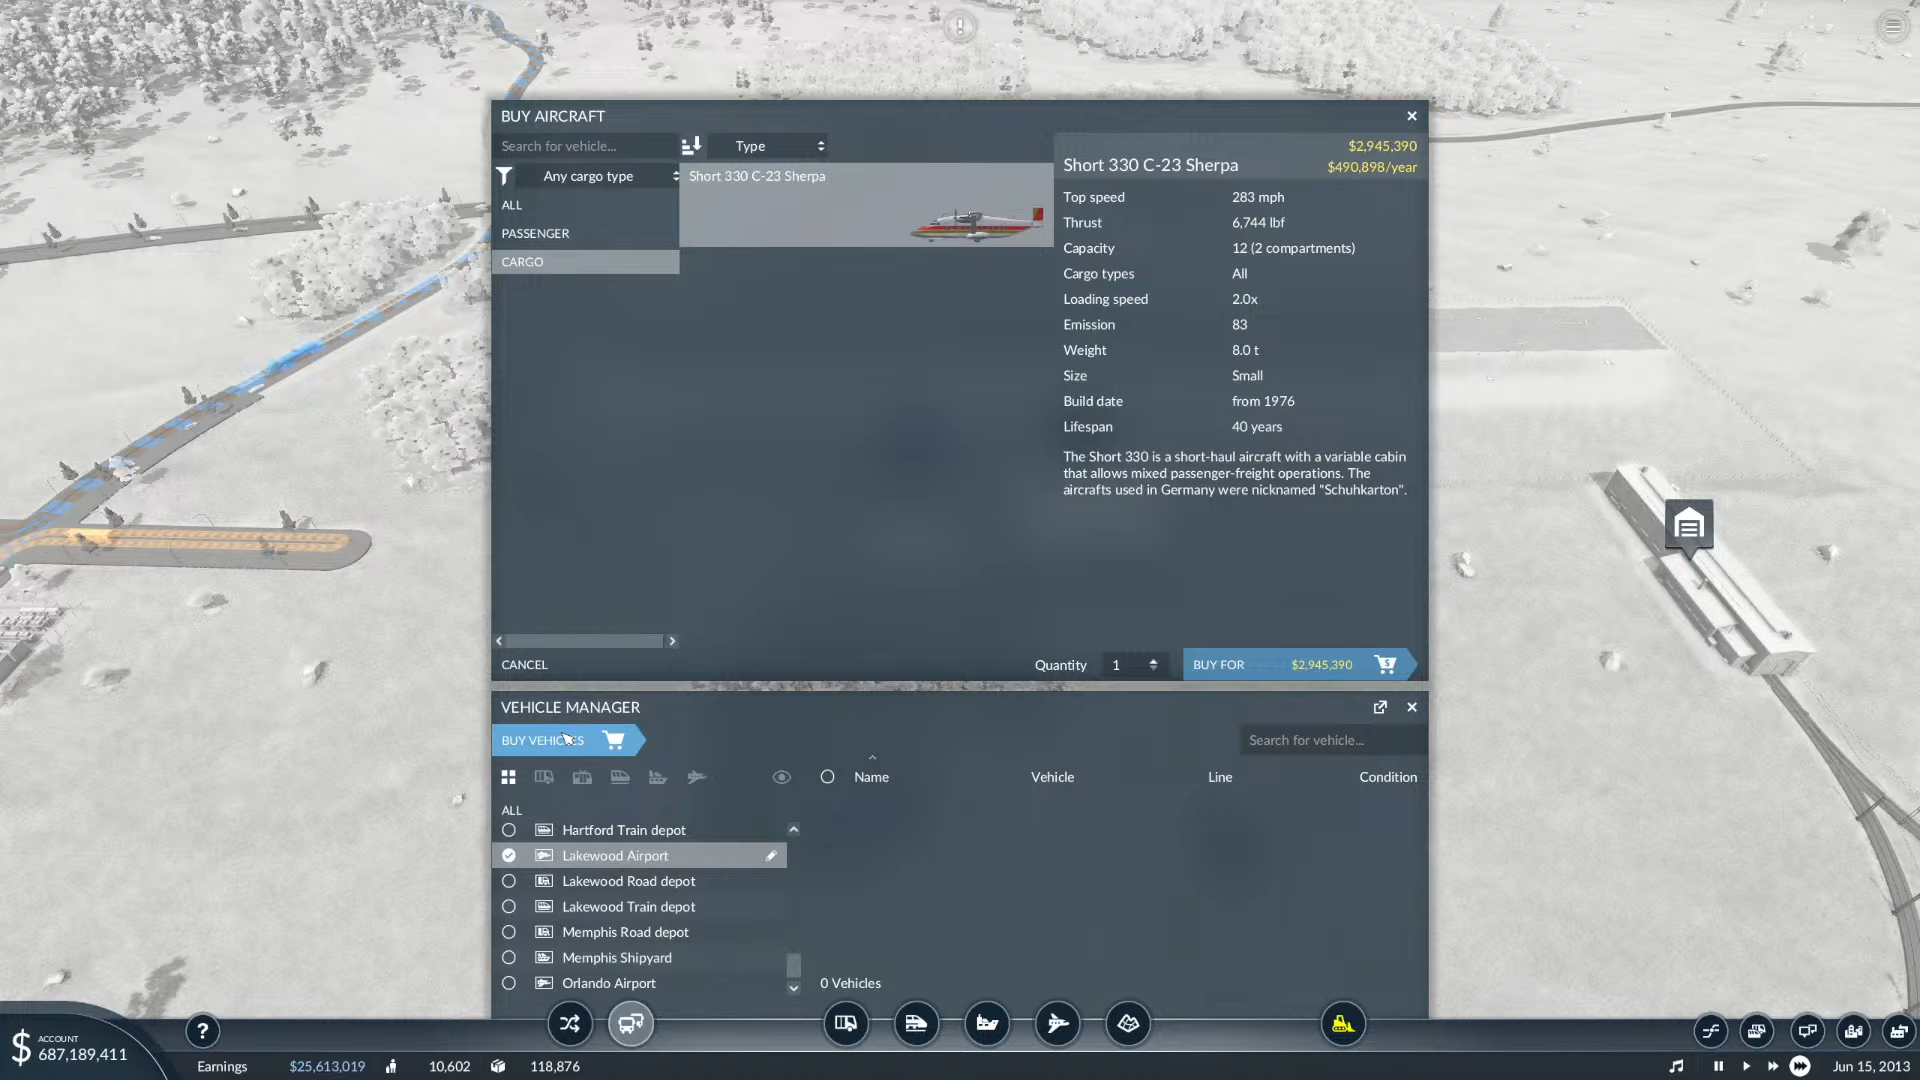 BUY AIRCRAFT
Search for vehicle...
Type
Any cargo type
ALL
PASSENGER
CARGO
Short 330 C-23 Sherpa
$2,945,390
Short 330 C-23 Sherpa
$490,898/year
Top speed 283 mph
Thrust 6,744 lbf
Capacity 12 (2 compartments)
Cargo types All
Loading speed 2.0x
Emission 83
Weight 8.0 t
Size Small
Build date from 1976
Lifespan 40 years
The Short 330 is a short-haul aircraft with a variable cabin
that allows mixed passenger-freight operations. The
aircrafts used in Germany were nicknamed "Schuhkarton".
CANCEL
Quantity 1
BUY FOR $2,945,390
VEHICLE MANAGER
BUY VEHICLES
Search for vehicle...
Name Vehicle Line Condition
ALL
Hartford Train depot
Lakewood Airport
Lakewood Road depot
Lakewood Train depot
Memphis Road depot
Memphis Shipyard
Orlando Airport
0 Vehicles
?
$ ACCOUNT
687,189,411
Earnings $25,613,019 10,602 118,876
Jun 15, 2013